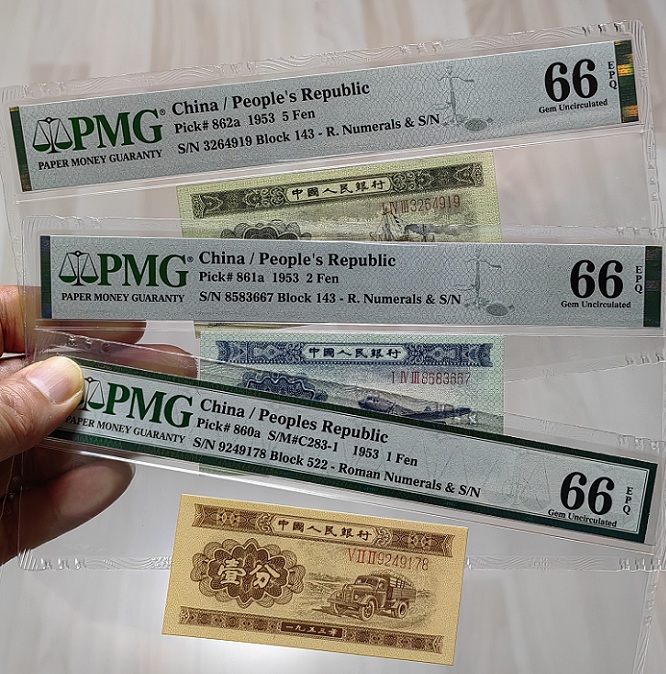 PMG®
PAPER MONEY GUARANTY
China / People's Republic
Pick# 862a 1953 5 Fen
S/N 3264919 Block 143 - R. Numerals & S/N
66 EPQ
Gem Uncirculated
中國人民銀行
I IV III 3264919
PMG®
PAPER MONEY GUARANTY
China / People's Republic
Pick# 861a 1953 2 Fen
S/N 8583667 Block 143 - R. Numerals & S/N
66 EPQ
Gem Uncirculated
中國人民銀行
I IV III 8583667
PMG
PAPER MONEY GUARANTY
China / Peoples Republic
Pick# 860a S/M#C283-1 1953 1 Fen
S/N 9249178 Block 522 - Roman Numerals & S/N
66 EPQ
Gem Uncirculated
中國人民銀行
V II II 9249178
壹分
一九五三年